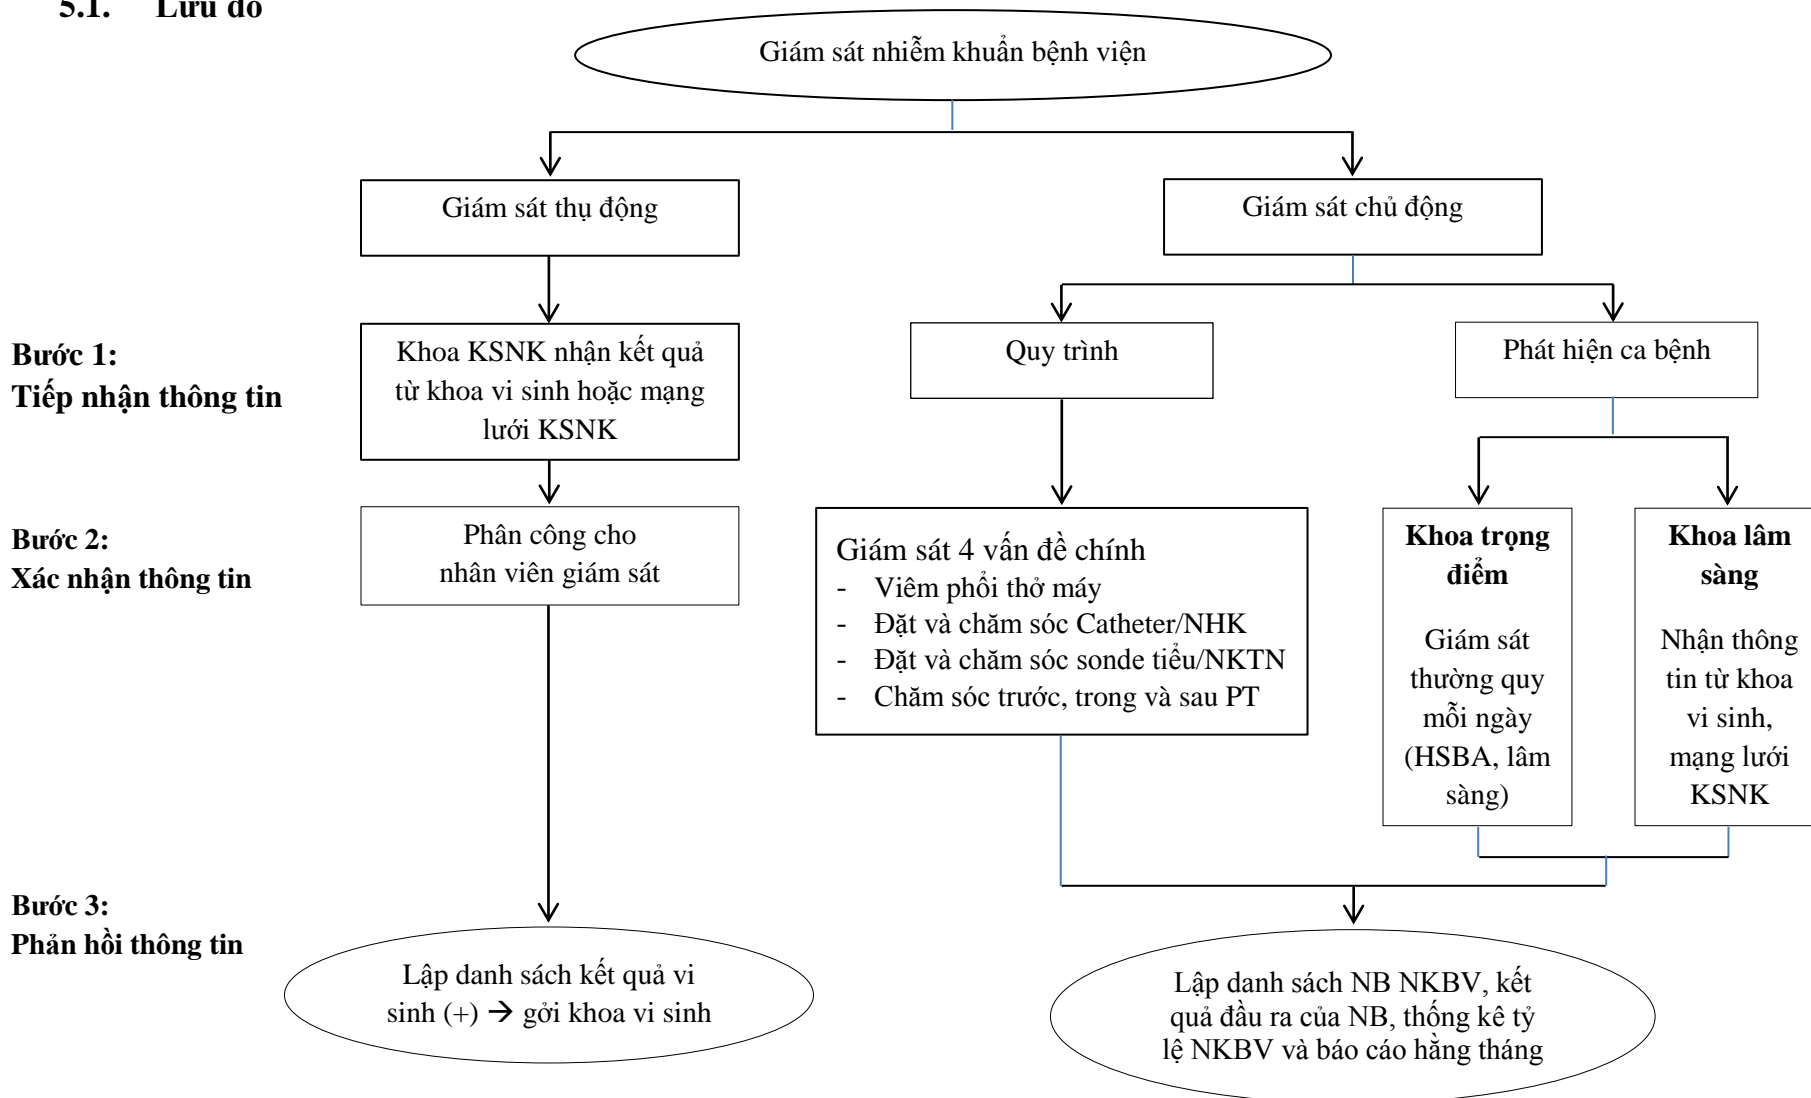 5.1. Lưu đồ
Giám sát nhiễm khuẩn bệnh viện
Giám sát thụ động
Giám sát chủ động
Bước 1:
Tiếp nhận thông tin
Khoa KSNK nhận kết quả
từ khoa vi sinh hoặc mạng
lưới KSNK
Quy trình
Phát hiện ca bệnh
Bước 2:
Xác nhận thông tin
Phân công cho
nhân viên giám sát
Giám sát 4 vấn đề chính
- Viêm phổi thở máy
- Đặt và chăm sóc Catheter/NHK
- Đặt và chăm sóc sonde tiểu/NKTN
- Chăm sóc trước, trong và sau PT
Khoa trọng
điểm
Giám sát
thường quy
mỗi ngày
(HSBA, lâm
sàng)
Khoa lâm
sàng
Nhận thông
tin từ khoa
vi sinh,
mạng lưới
KSNK
Bước 3:
Phản hồi thông tin
Lập danh sách kết quả vi
sinh (+) → gởi khoa vi sinh
Lập danh sách NB NKBV, kết
quả đầu ra của NB, thống kê tỷ
lệ NKBV và báo cáo hằng tháng